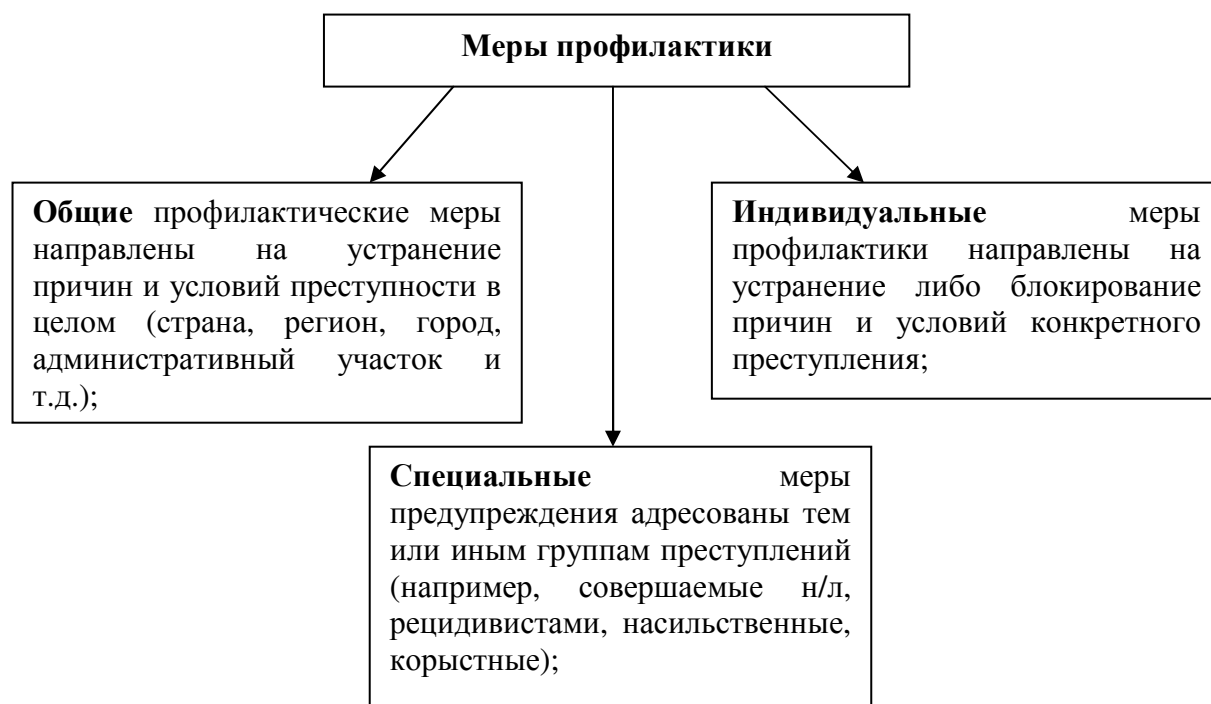 Меры профилактики
Общие профилактические меры
направлены на устранение
причин и условий преступности в
целом (страна, регион, город,
административный участок и
т.д.);
Индивидуальные меры
профилактики направлены на
устранение либо блокирование
причин и условий конкретного
преступления;
Специальные меры
предупреждения адресованы тем
или иным группам преступлений
(например, совершаемые н/л,
рецидивистами, насильственные,
корыстные);